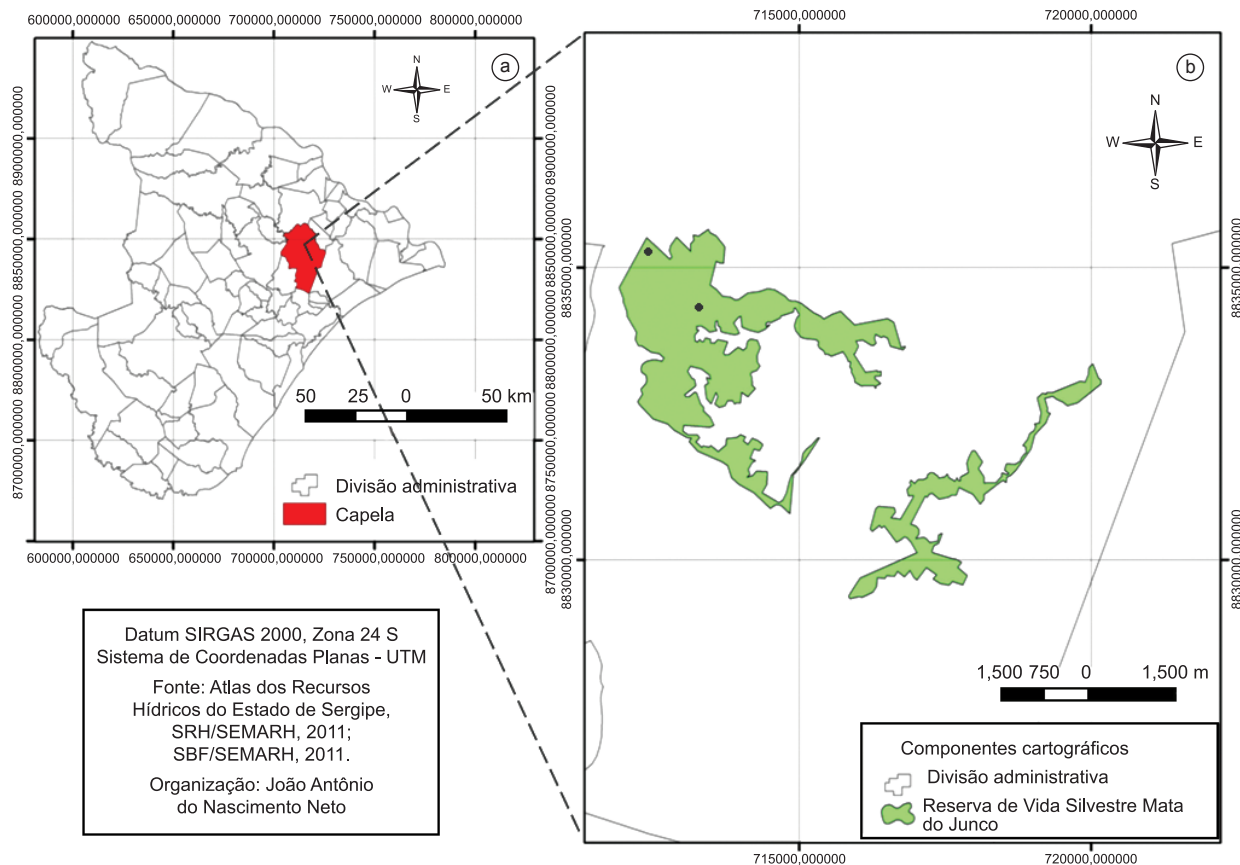 600000,000000 650000,000000 700000,000000 750000,000000 800000,000000
a
N
W E
S
8900000,000000
8850000,000000
8800000,000000
8750000,000000
8700000,000000
8900000,000000
8850000,000000
8800000,000000
8750000,000000
8700000,000000
50 25 0 50 km
Divisão administrativa
Capela
600000,000000 650000,000000 700000,000000 750000,000000 800000,000000
Datum SIRGAS 2000, Zona 24 S
Sistema de Coordenadas Planas - UTM
Fonte: Atlas dos Recursos
Hídricos do Estado de Sergipe,
SRH/SEMARH, 2011;
SBF/SEMARH, 2011.
Organização: João Antônio
do Nascimento Neto
715000,000000 720000,000000
b
N
W E
S
8835000,000000
8830000,000000
8835000,000000
8830000,000000
1,500 750 0 1,500 m
Componentes cartográficos
Divisão administrativa
Reserva de Vida Silvestre Mata
do Junco
715000,000000 720000,000000